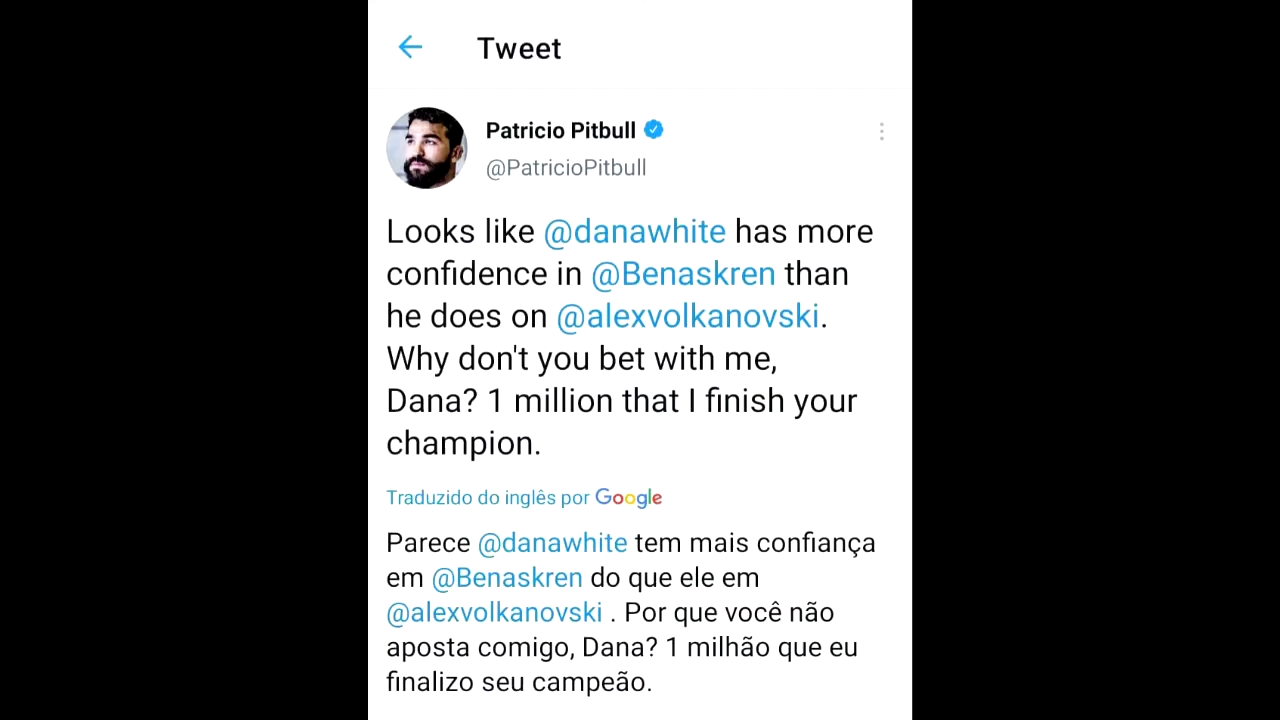 Tweet
Patricio Pitbull
@PatricioPitbull
Looks like @danawhite has more
confidence in @Benaskren than
he does on @alexvolkanovski.
Why don't you bet with me,
Dana? 1 million that I finish your
champion.
Traduzido do inglês por Google
Parece @danawhite tem mais confiança
em @Benaskren do que ele em
@alexvolkanovski . Por que você não
aposta comigo, Dana? 1 milhão que eu
finalizo seu campeão.